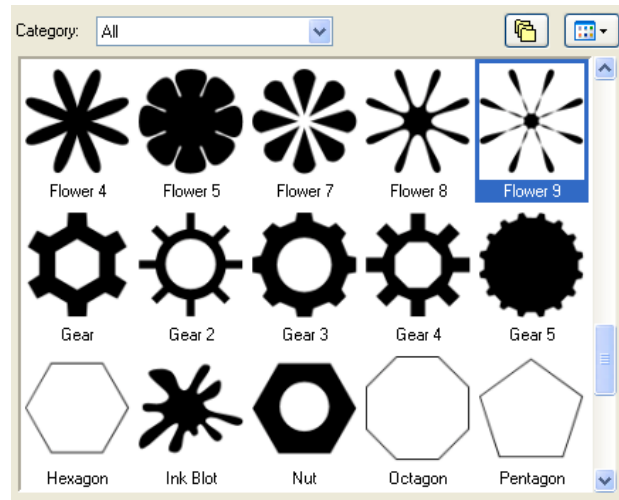 Category: All
Flower 4 Flower 5 Flower 7 Flower 8 Flower 9
Gear Gear 2 Gear 3 Gear 4 Gear 5
Hexagon Ink Blot Nut Octagon Pentagon